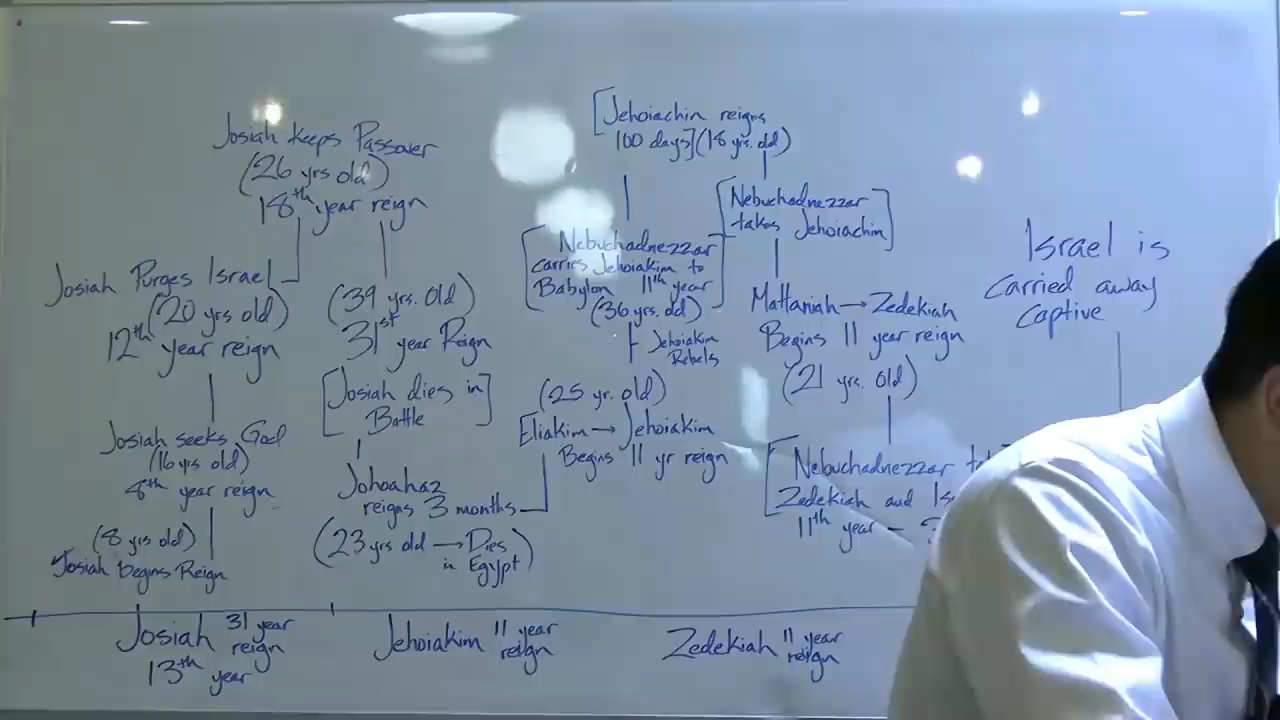 Josiah Keeps Passover
(26 yrs old)
18th year reign
Josiah Purges Israel
(20 yrs old)
12th year reign
Josiah seeks God
(16 yrs old)
8th year reign
(8 yrs old)
Josiah Begins Reign
(39 yrs. Old)
31st year Reign
[Josiah dies in
Battle]
Jehoahaz
reigns 3 months
(23 yrs old → Dies
in Egypt)
[Jehoiachin reigns
100 days] (18 yrs. old)
[Nebuchadnezzar
carries Jehoiakim to
Babylon 11th year]
(36 yrs. old)
Jehoiakim
Rebels
(25 yr. old)
Eliakim → Jehoiakim
Begins 11 yr reign
[Nebuchadnezzar
takes Jehoiachin]
Mattaniah → Zedekiah
Begins 11 year reign
(21 yrs. Old)
[Nebuchadnezzar
Zedekiah and
11th year –
Israel is
Carried away
Captive
Josiah 31 year
reign
13th year
Jehoiakim 11 year
reign
Zedekiah 11 year
reign